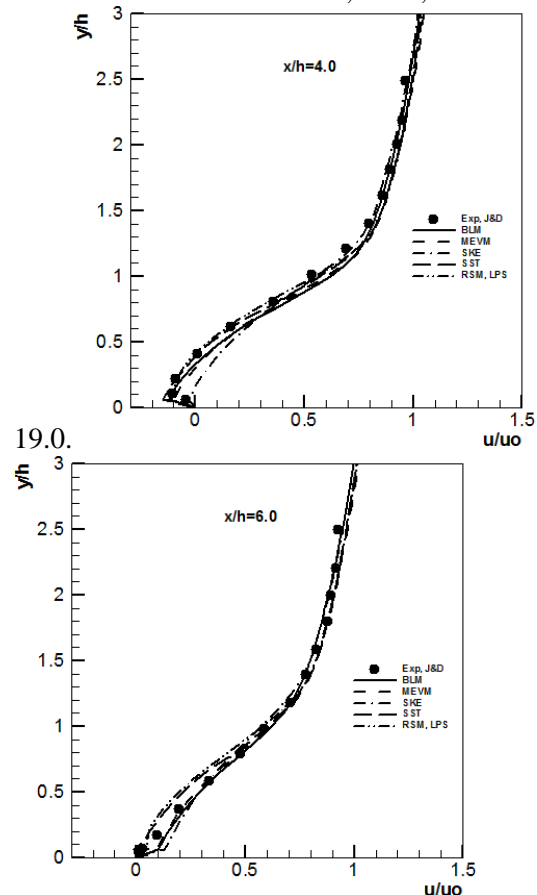 y/h
3
x/h=4.0
2.5
2
Exp, J&D
BLM
1.5
MEVM
SKE
SST
RSM, LPS
1
0.5
0
0 0.5 1 1.5
u/uo
19.0.
y/h
3
x/h=6.0
2.5
2
1.5
Exp, J&D
BLM
MEVM
SKE
SST
RSM, LPS
1
0.5
0
0 0.5 1 1.5
u/uo